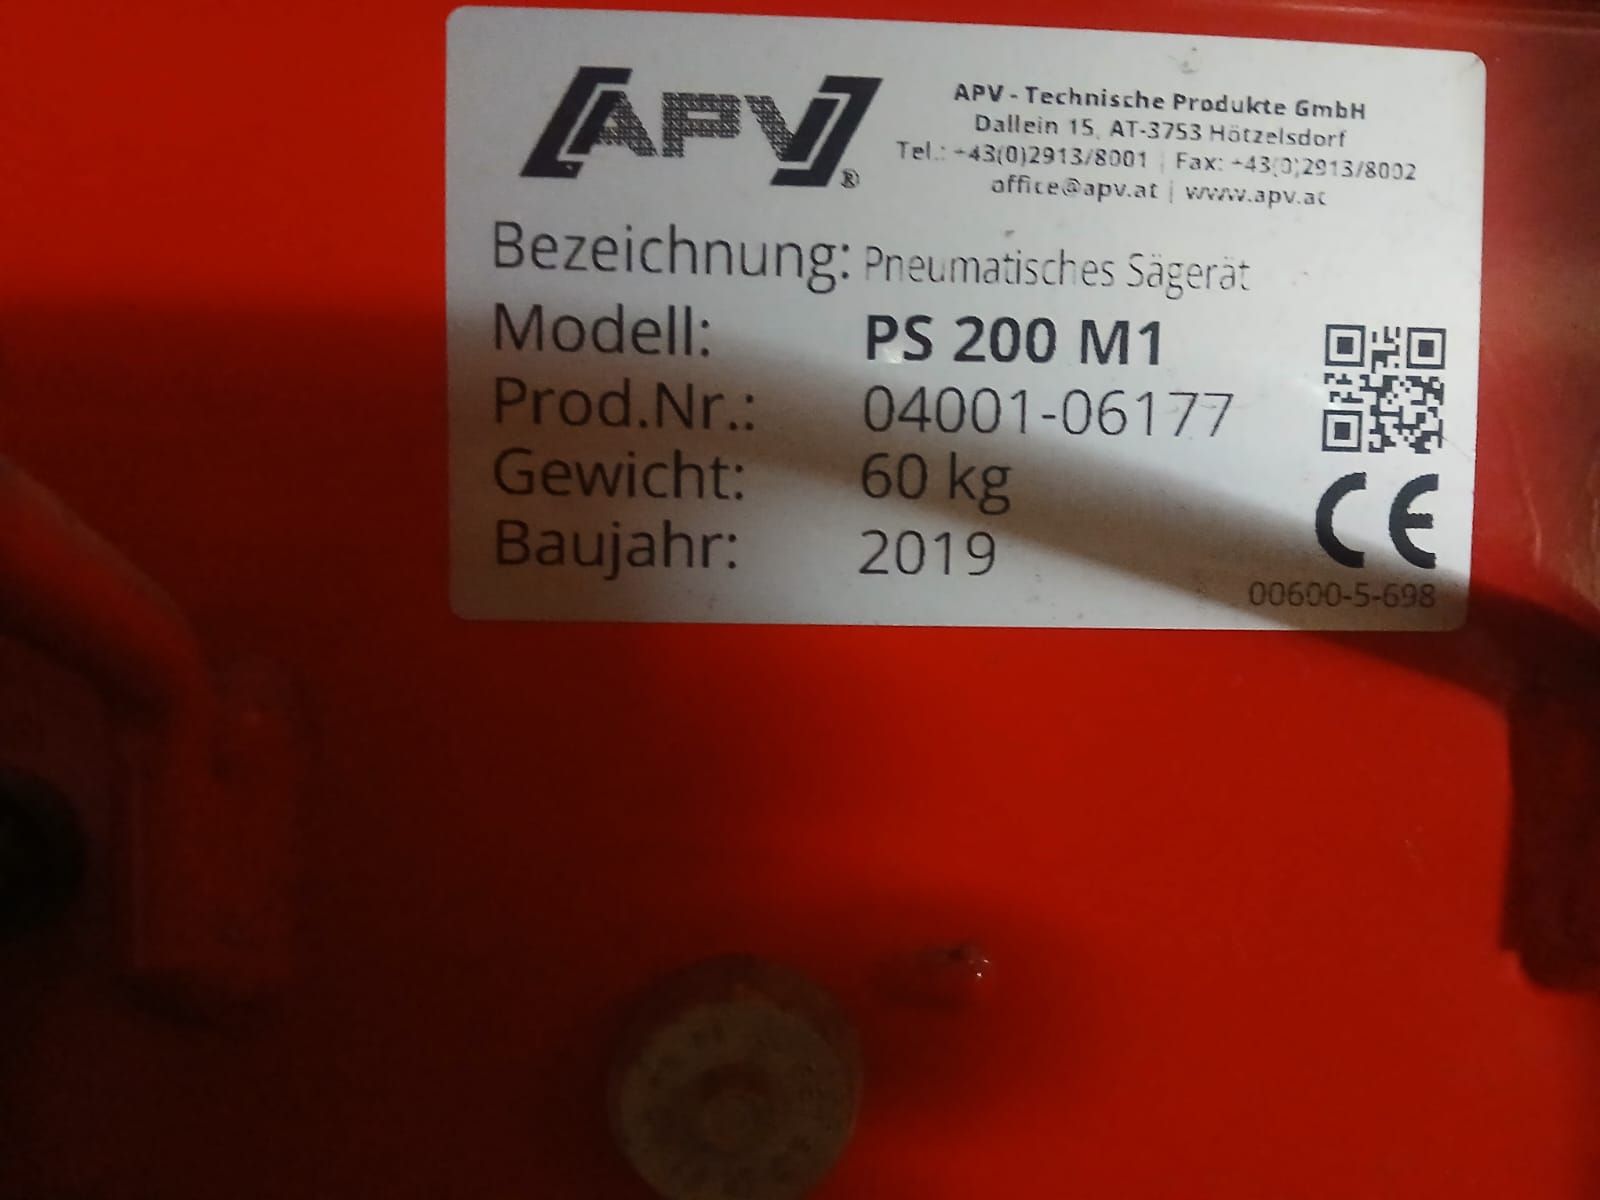 APV®
APV - Technische Produkte GmbH
Dallein 15, AT-3753 Hötzelsdorf
Tel.: +43(0)2913/8001 | Fax: +43(0)2913/8002
office@apv.at | www.apv.at
Bezeichnung: Pneumatisches Sägerät
Modell: PS 200 M1
Prod.Nr.: 04001-06177
Gewicht: 60 kg
Baujahr: 2019
CE
00600-5-698